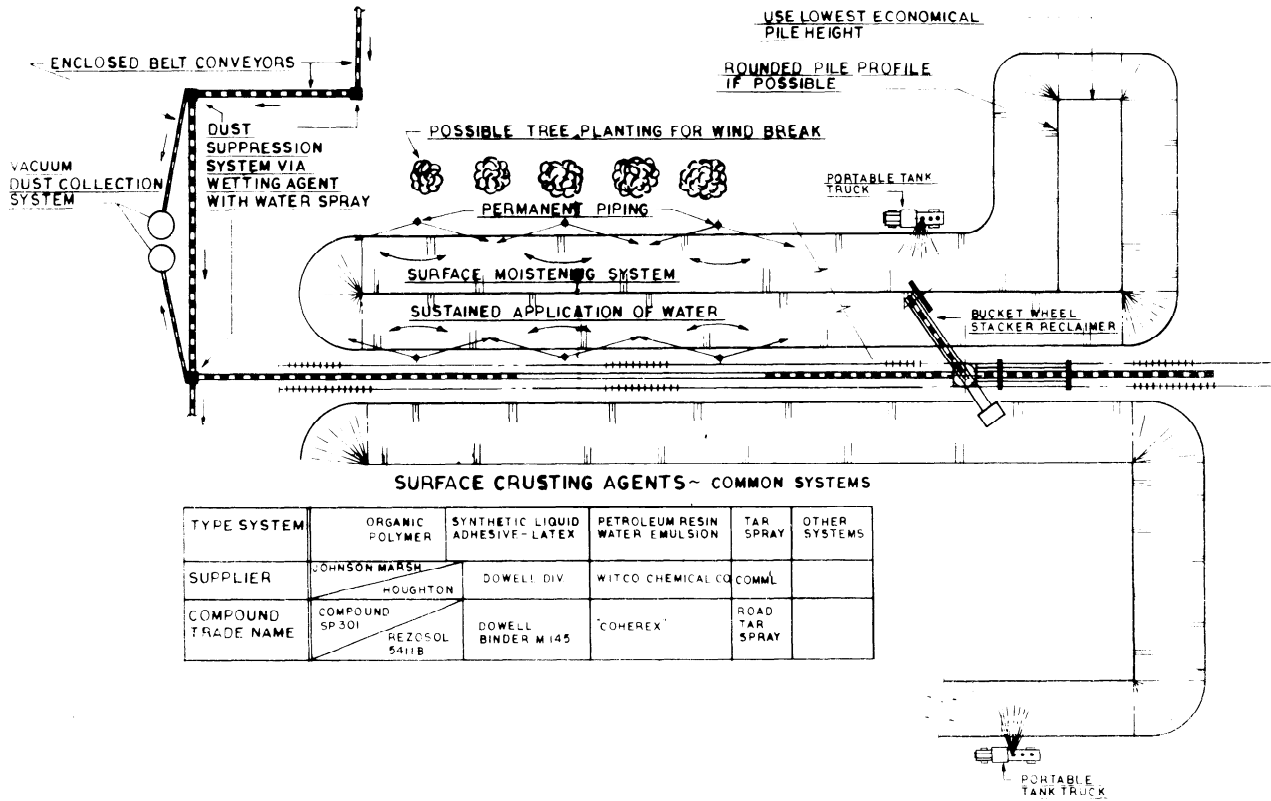 USE LOWEST ECONOMICAL
PILE HEIGHT
ENCLOSED BELT CONVEYORS
ROUNDED PILE PROFILE
IF POSSIBLE
DUST
SUPPRESSION
SYSTEM VIA
WETTING AGENT
WITH WATER SPRAY
POSSIBLE TREE PLANTING FOR WIND BREAK
VACUUM
DUST COLLECTION
SYSTEM
PORTABLE TANK
TRUCK
PERMANENT PIPING
SURFACE MOISTENING SYSTEM
SUSTAINED APPLICATION OF WATER
BUCKET WHEEL
STACKER RECLAIMER
SURFACE CRUSTING AGENTS~ COMMON SYSTEMS
TYPE SYSTEM
ORGANIC
POLYMER
SYNTHETIC LIQUID
ADHESIVE-LATEX
PETROLEUM RESIN
WATER EMULSION
TAR
SPRAY
OTHER
SYSTEMS
SUPPLIER
JOHNSON MARSH
HOUGHTON
DOWELL DIV
WITCO CHEMICAL CO
COMM'L
COMPOUND
TRADE NAME
COMPOUND
SP 301
REZOSOL
5411B
DOWELL
BINDER M 145
"COHEREX"
ROAD
TAR
SPRAY
PORTABLE
TANK TRUCK